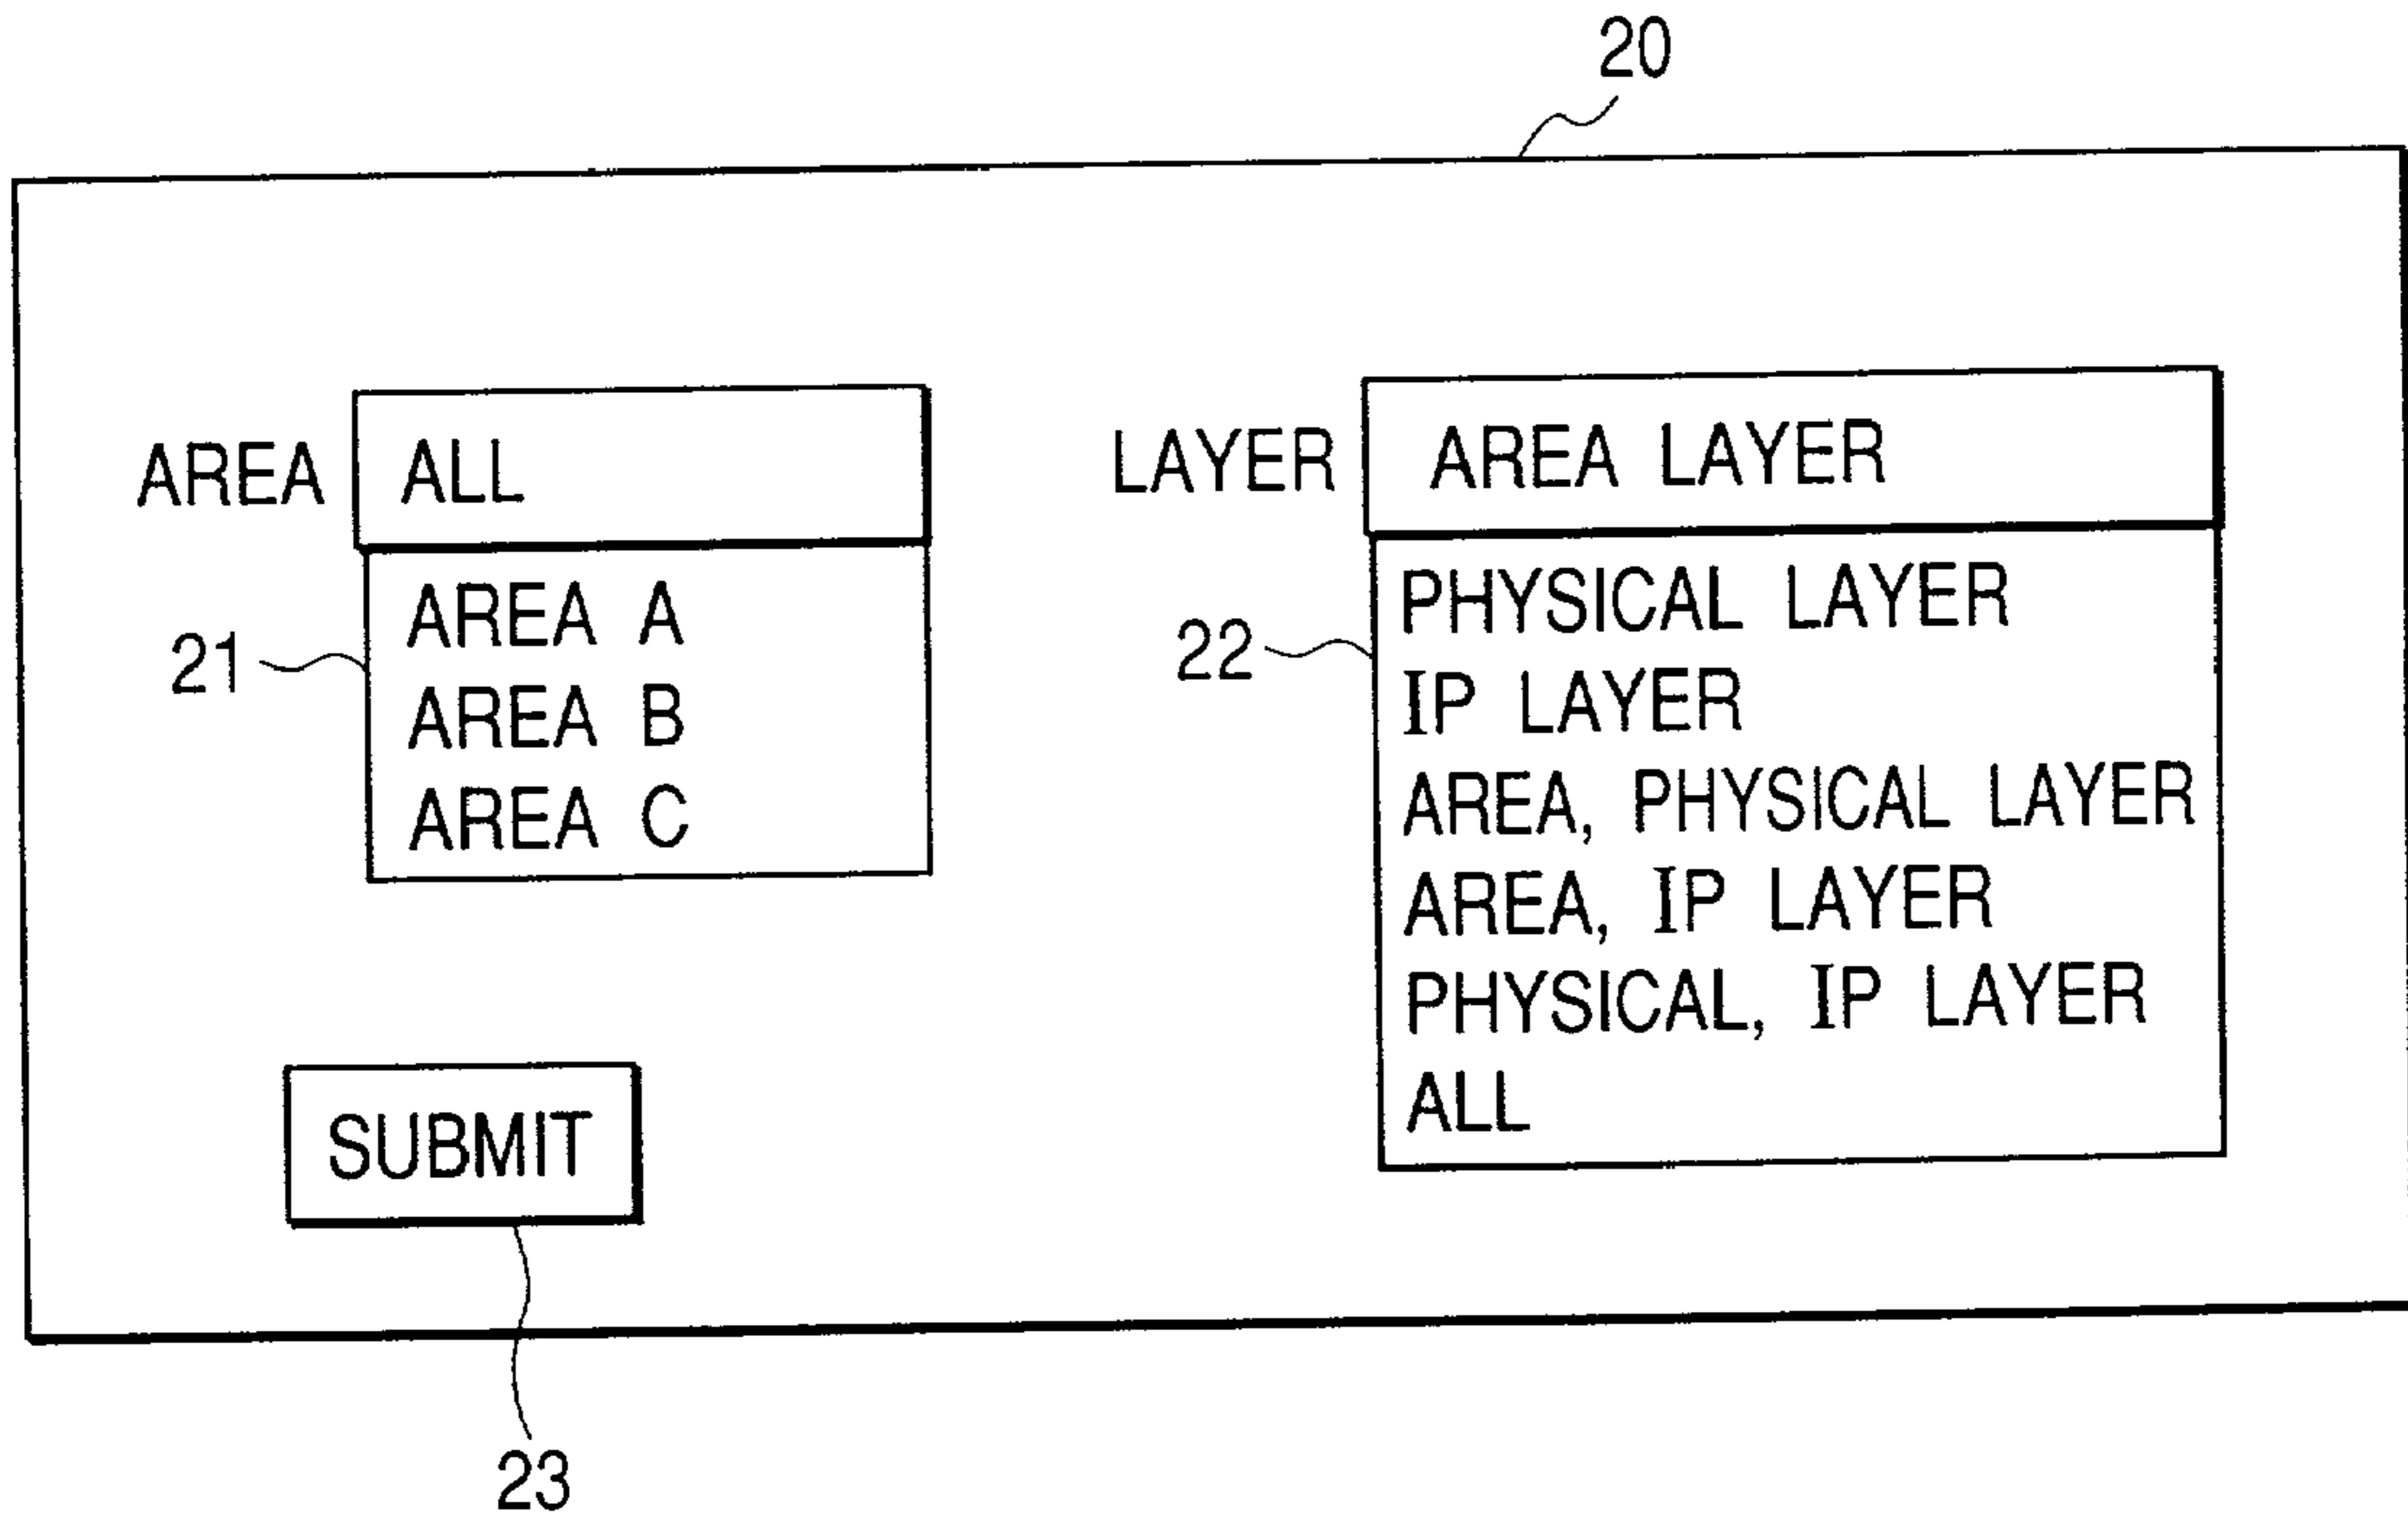 20
AREA ALL
AREA A
AREA B
AREA C
21
LAYER AREA LAYER
PHYSICAL LAYER
IP LAYER
AREA, PHYSICAL LAYER
AREA, IP LAYER
PHYSICAL, IP LAYER
ALL
22
SUBMIT
23